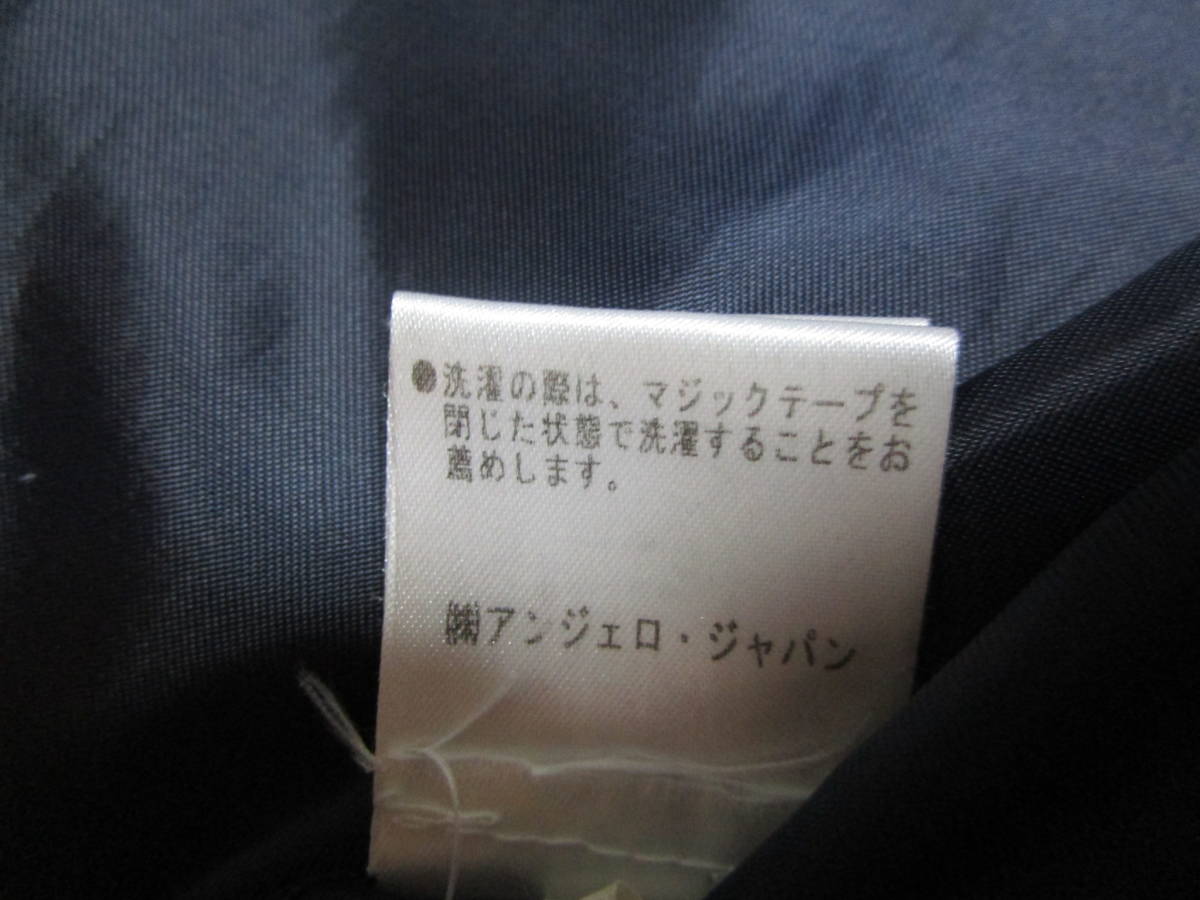 ●洗濯の際は、マジックテープを
閉じた状態で洗濯することをお
薦めします。
㈱アンジェロ・ジャパン